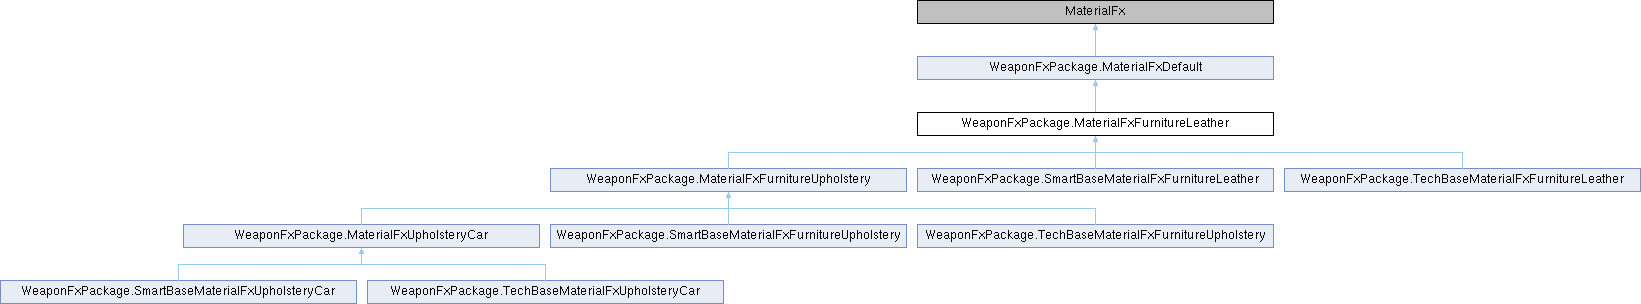 MaterialFx
WeaponFxPackage.MaterialFxDefault
WeaponFxPackage.MaterialFxFurnitureLeather
WeaponFxPackage.MaterialFxFurnitureUpholstery
WeaponFxPackage.SmartBaseMaterialFxFurnitureLeather
WeaponFxPackage.TechBaseMaterialFxFurnitureLeather
WeaponFxPackage.MaterialFxUpholsteryCar
WeaponFxPackage.SmartBaseMaterialFxFurnitureUpholstery
WeaponFxPackage.TechBaseMaterialFxFurnitureUpholstery
WeaponFxPackage.SmartBaseMaterialFxUpholsteryCar
WeaponFxPackage.TechBaseMaterialFxUpholsteryCar